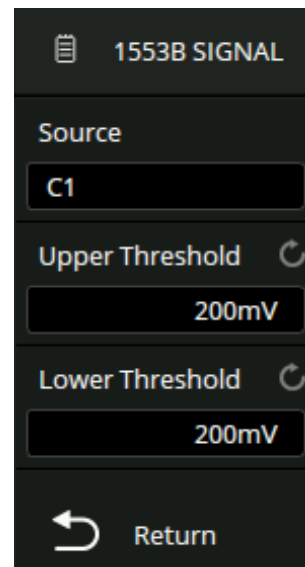 1553B SIGNAL
Source
C1
Upper Threshold
200mV
Lower Threshold
200mV
Return